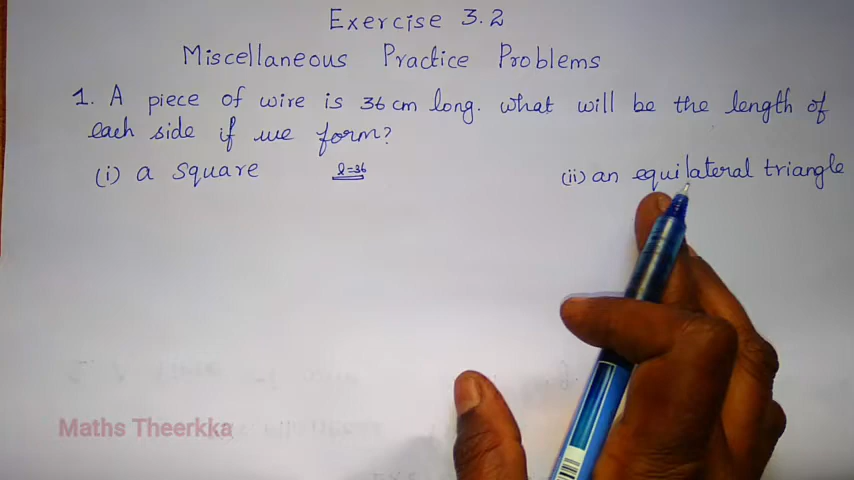 Exercise 3.2
Miscellaneous Practice Problems
1. A piece of wire is 36 cm long. what will be the length of
each side if we form?
(i) a square l=36 (ii) an equilateral triangle
Maths Theerkka